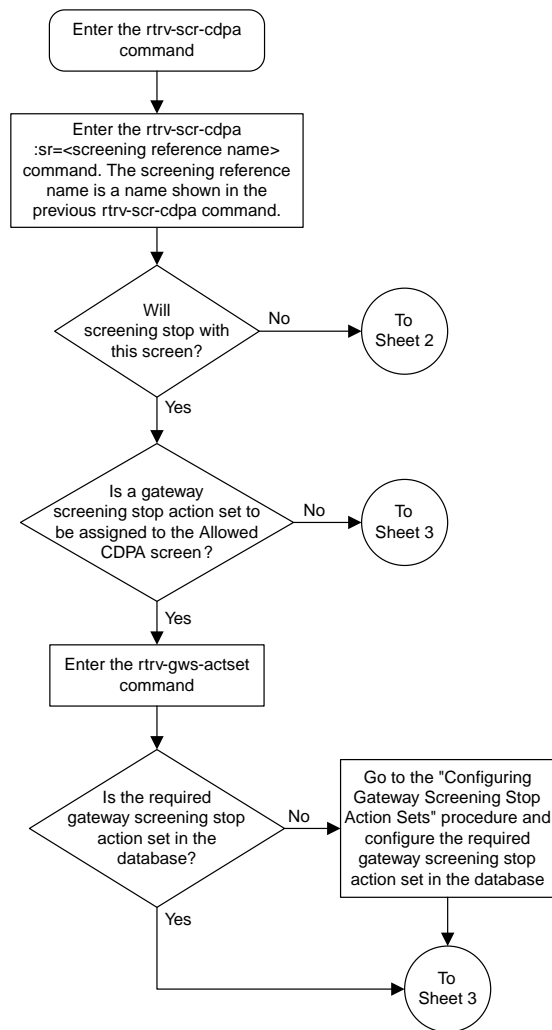 Enter the rtrv-scr-cdpa
command
Enter the rtrv-scr-cdpa
:sr=<screening reference name>
command. The screening reference
name is a name shown in the
previous rtrv-scr-cdpa command.
Will
screening stop with
this screen?
No
To
Sheet 2
Yes
Is a gateway
screening stop action set to
be assigned to the Allowed
CDPA screen?
No
To
Sheet 3
Yes
Enter the rtrv-gws-actset
command
Is the required
gateway screening stop
action set in the
database?
No
Go to the "Configuring
Gateway Screening Stop
Action Sets" procedure and
configure the required
gateway screening stop
action set in the database
Yes
To
Sheet 3